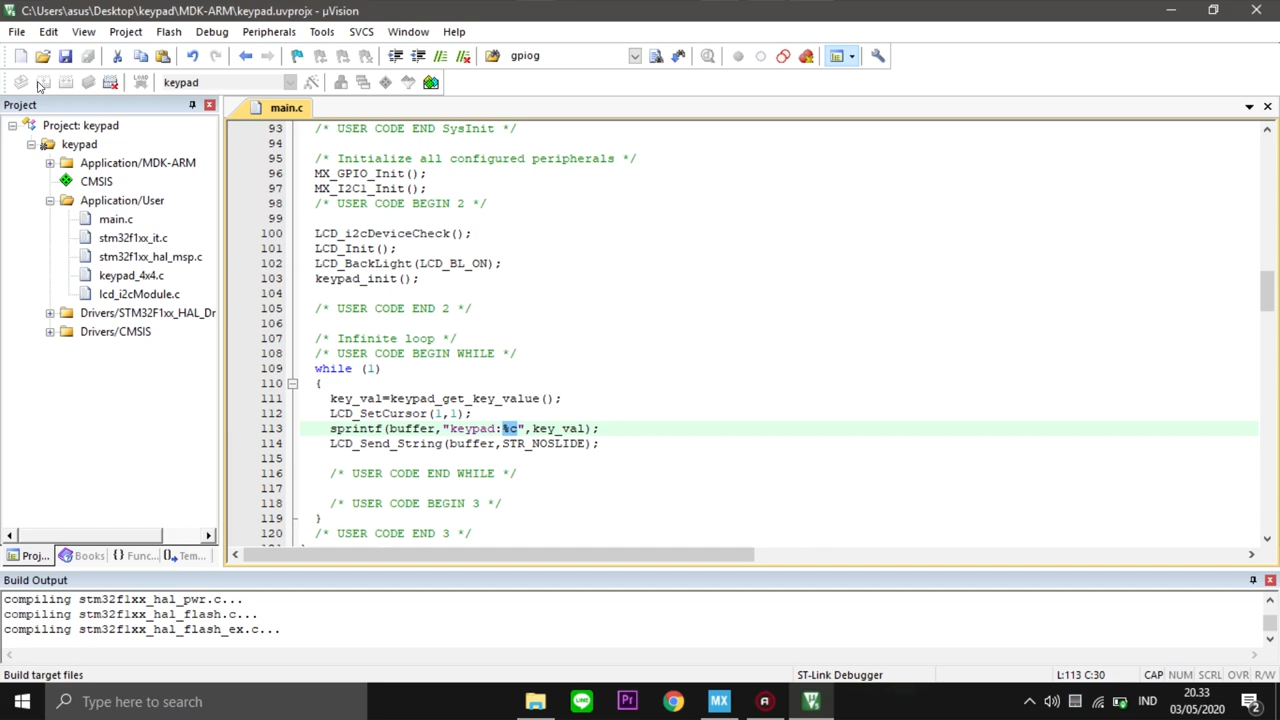 C:\Users\asus\Desktop\keypad\MDK-ARM\keypad.uvprojx - µVision
File Edit View Project Flash Debug Peripherals Tools SVCS Window Help
gpiog
LOAD keypad
Project
main.c
Project: keypad
keypad
Application/MDK-ARM
CMSIS
Application/User
main.c
stm32f1xx_it.c
stm32f1xx_hal_msp.c
keypad_4x4.c
lcd_i2cModule.c
Drivers/STM32F1xx_HAL_Dr
Drivers/CMSIS
93 /* USER CODE END SysInit */
94
95 /* Initialize all configured peripherals */
96 MX_GPIO_Init();
97 MX_I2C1_Init();
98 /* USER CODE BEGIN 2 */
99
100 LCD_i2cDeviceCheck();
101 LCD_Init();
102 LCD_BackLight(LCD_BL_ON);
103 keypad_init();
104
105 /* USER CODE END 2 */
106
107 /* Infinite loop */
108 /* USER CODE BEGIN WHILE */
109 while (1)
110 {
111 key_val=keypad_get_key_value();
112 LCD_SetCursor(1,1);
113 sprintf(buffer,"keypad:%c",key_val);
114 LCD_Send_String(buffer,STR_NOSLIDE);
115
116 /* USER CODE END WHILE */
117
118 /* USER CODE BEGIN 3 */
119 }
120 /* USER CODE END 3 */
Proj... Books {} Func... Tem...
Build Output
compiling stm32f1xx_hal_pwr.c...
compiling stm32f1xx_hal_flash.c...
compiling stm32f1xx_hal_flash_ex.c...
Build target files ST-Link Debugger L:113 C:30 CAP NUM SCRL OVR R/W
Type here to search
Pr MX A IND
20.33
03/05/2020
2